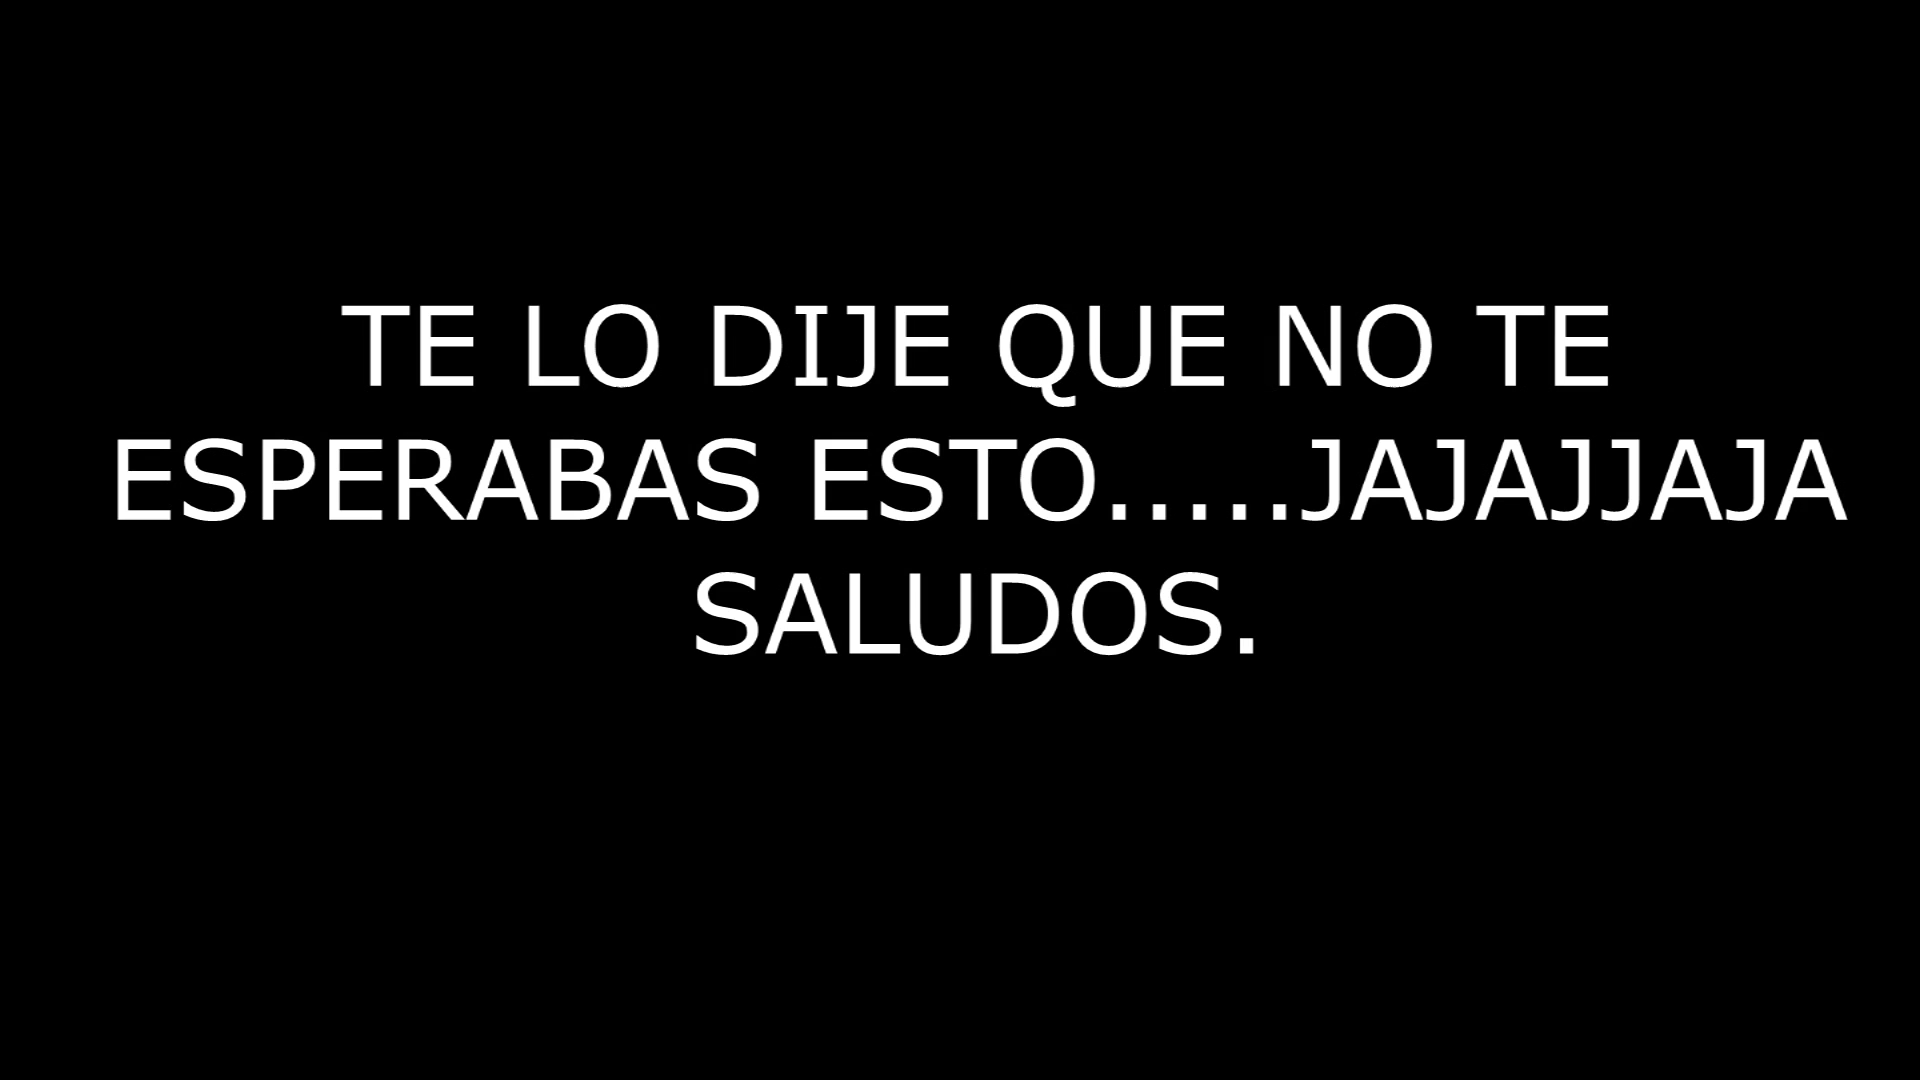 TE LO DIJE QUE NO TE
ESPERABAS ESTO.....JAJAJJAJA
SALUDOS.